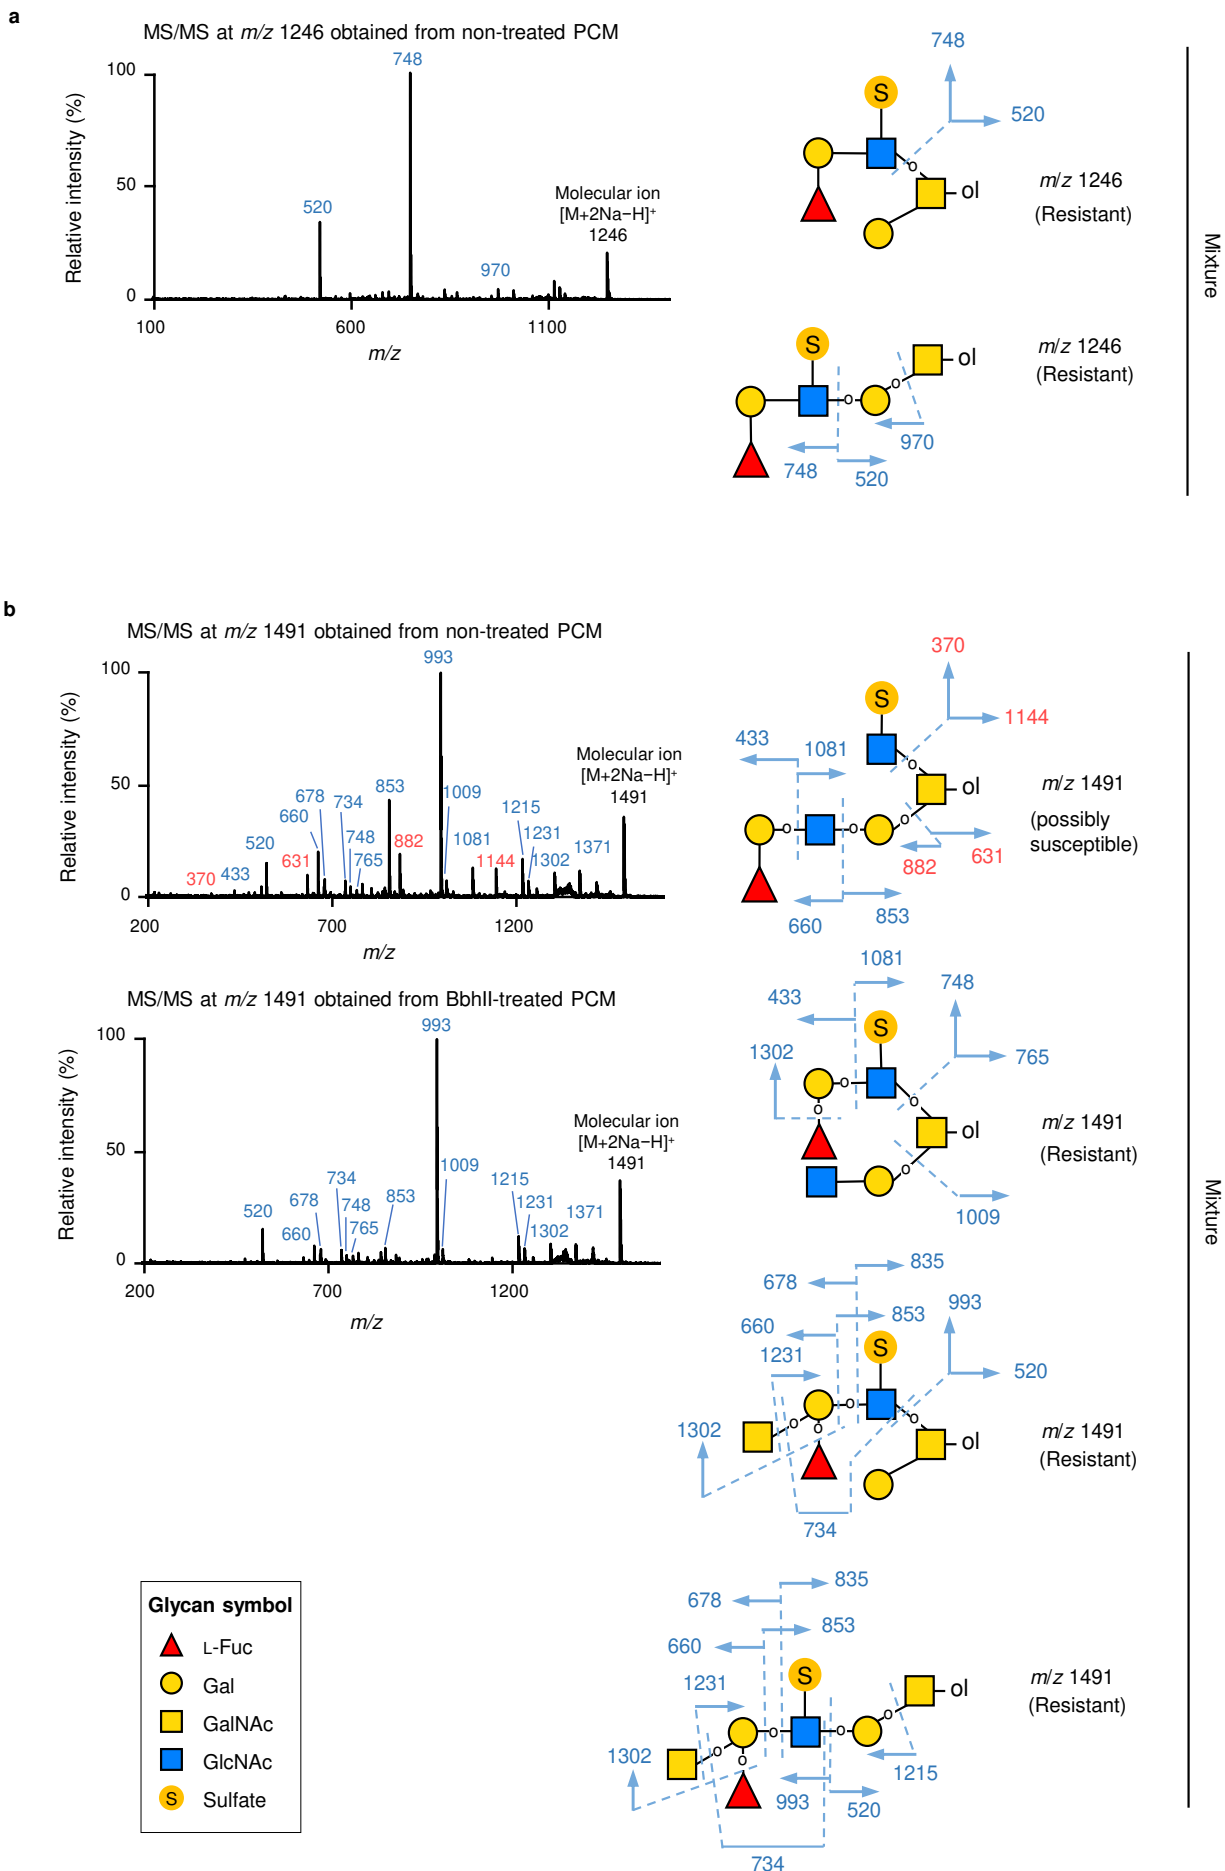 a
MS/MS at m/z 1246 obtained from non-treated PCM
Relative intensity (%)
100
50
0
100
600
1100
m/z
748
520
970
Molecular ion
[M+2Na−H]+
1246
748
520
S
ol
m/z 1246
(Resistant)
S
ol
m/z 1246
(Resistant)
970
748
520
Mixture
b
MS/MS at m/z 1491 obtained from non-treated PCM
Relative intensity (%)
100
50
0
200
700
1200
m/z
993
678
734
853
1009
660
748
520
631
765
882
1081
370
433
1144
1215
1231
1302
1371
Molecular ion
[M+2Na−H]+
1491
370
1144
433
1081
S
ol
m/z 1491
(possibly
susceptible)
882
631
660
853
MS/MS at m/z 1491 obtained from BbhII-treated PCM
Relative intensity (%)
100
50
0
200
700
1200
m/z
993
520
678
660
734
748
765
853
1009
1215
1231
1302
1371
Molecular ion
[M+2Na−H]+
1491
1081
433
748
1302
765
S
ol
m/z 1491
(Resistant)
1009
678
835
660
853
993
1231
520
1302
S
ol
m/z 1491
(Resistant)
734
678
835
660
853
1231
1302
S
ol
m/z 1491
(Resistant)
993
520
1215
734
Mixture
Glycan symbol
L-Fuc
Gal
GalNAc
GlcNAc
S Sulfate